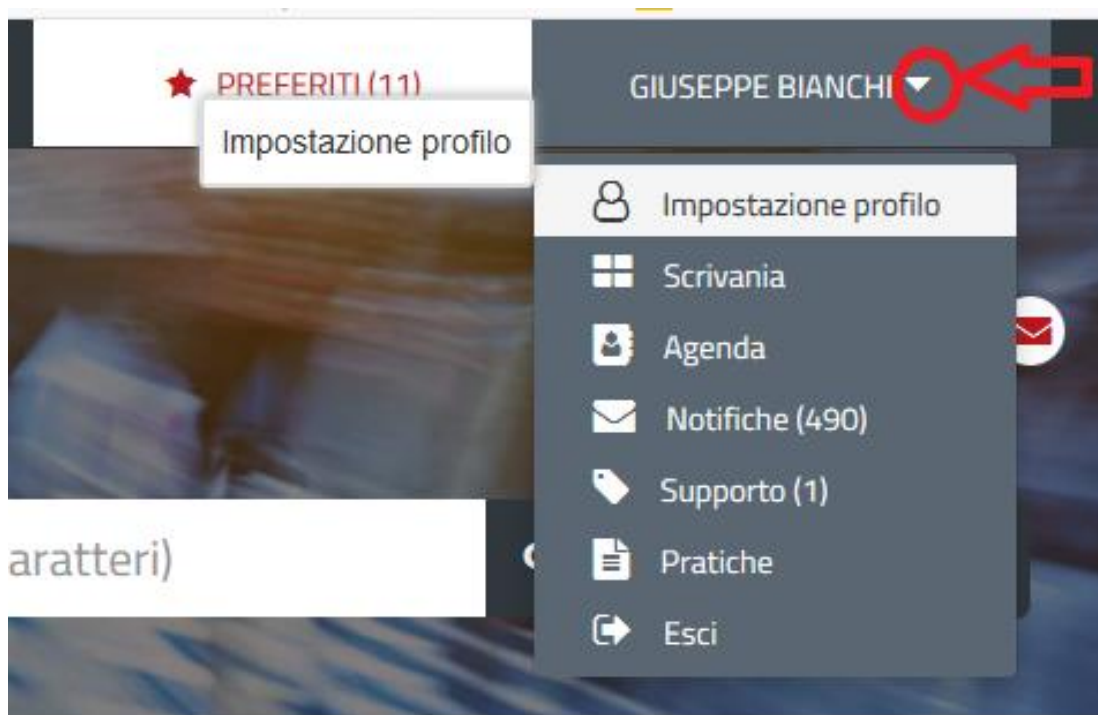 PREFERITI (11)
GIUSEPPE BIANCHI
Impostazione profilo
Impostazione profilo
Scrivania
Agenda
Notifiche (490)
Supporto (1)
aratteri)
Pratiche
Esci